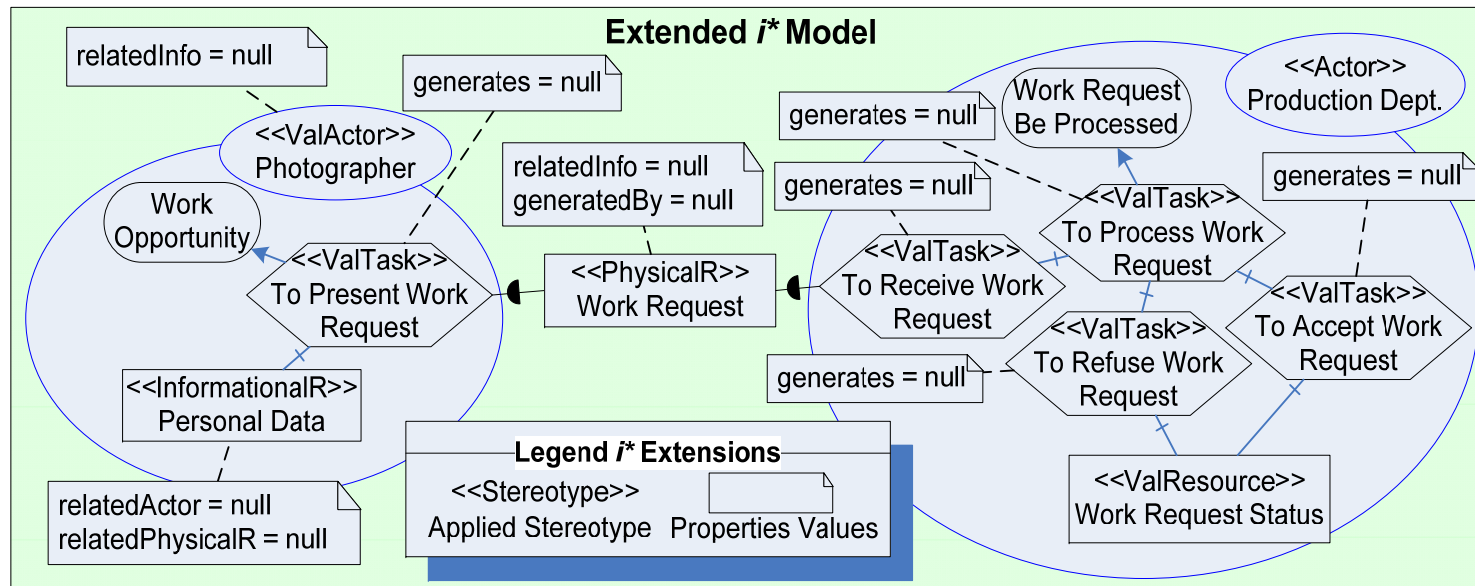 Extended i* Model
relatedInfo = null
generates = null
<<ValActor>>
Photographer
Work
Opportunity
<<ValTask>>
To Present Work
Request
<<InformationalR>>
Personal Data
relatedActor = null
relatedPhysicalR = null
relatedInfo = null
generatedBy = null
<<PhysicalR>>
Work Request
<<Actor>>
Production Dept.
Work Request
Be Processed
generates = null
generates = null
generates = null
<<ValTask>>
To Process Work
Request
<<ValTask>>
To Receive Work
Request
<<ValTask>>
To Accept Work
Request
<<ValTask>>
To Refuse Work
Request
generates = null
<<ValResource>>
Work Request Status
Legend i* Extensions
<<Stereotype>>
Applied Stereotype
Properties Values